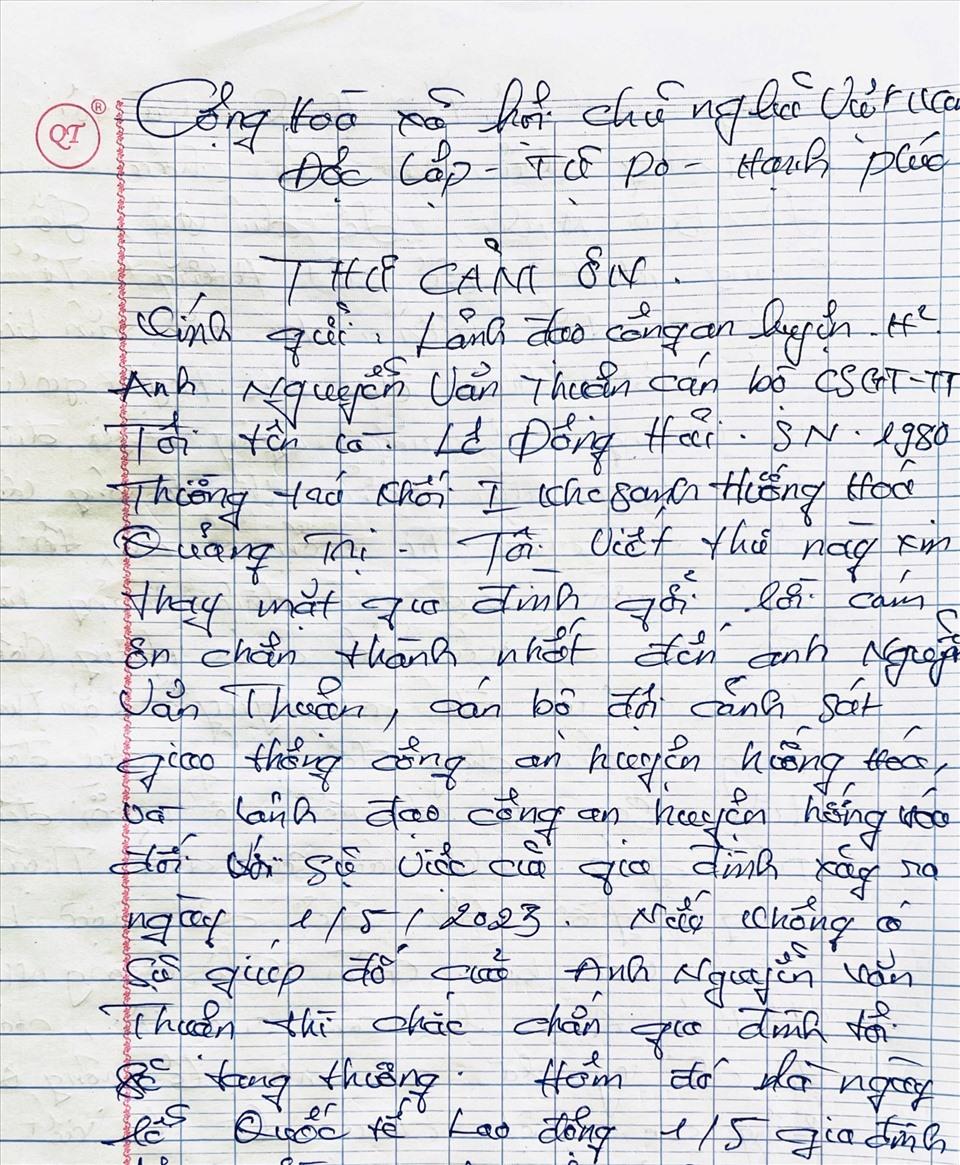 QT ®
Cộng Hoà xã hội chủ nghĩa Việt Na
Độc Lập - Tự Do - Hạnh phúc
THƯ CẢM ƠN.
Kính gửi: Lãnh đạo công an huyện H²
Anh Nguyễn Văn Thuấn cán bộ CSGT-TT
Tôi tên là: Lê Đông Hải. SN. 1980
Thường trú khối I Khe Sanh Hướng Hoá
Quảng Trị. Tôi viết thư này xin
thay mặt gia đình gởi lời cám
ơn chân thành nhất đến anh Nguyễn
Văn Thuấn, cán bộ đội cảnh sát
giao thông công an huyện hướng Hoá,
và lãnh đạo công an huyện hướng Hoá
đối với sự việc của gia đình xảy ra
ngày 1/5/2023. Nếu không có
sự giúp đỡ của Anh Nguyễn Văn
Thuấn thì chắc chắn gia đình tôi
sẽ tang thương. Hôm đó là ngày
lễ Quốc tế Lao động 1/5 gia đình